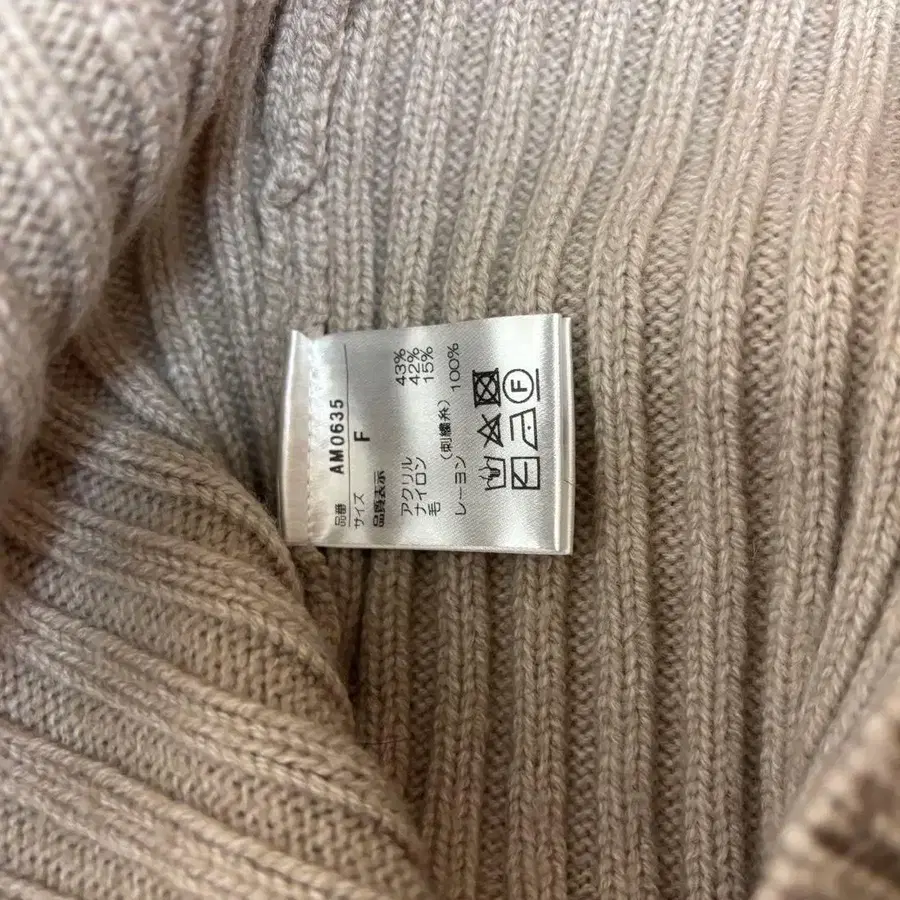 品番 AM0635
サイズ F
品質表示
アクリル 43%
ナイロン 42%
毛 15%
(刺繍糸)
レーヨン 100%
F